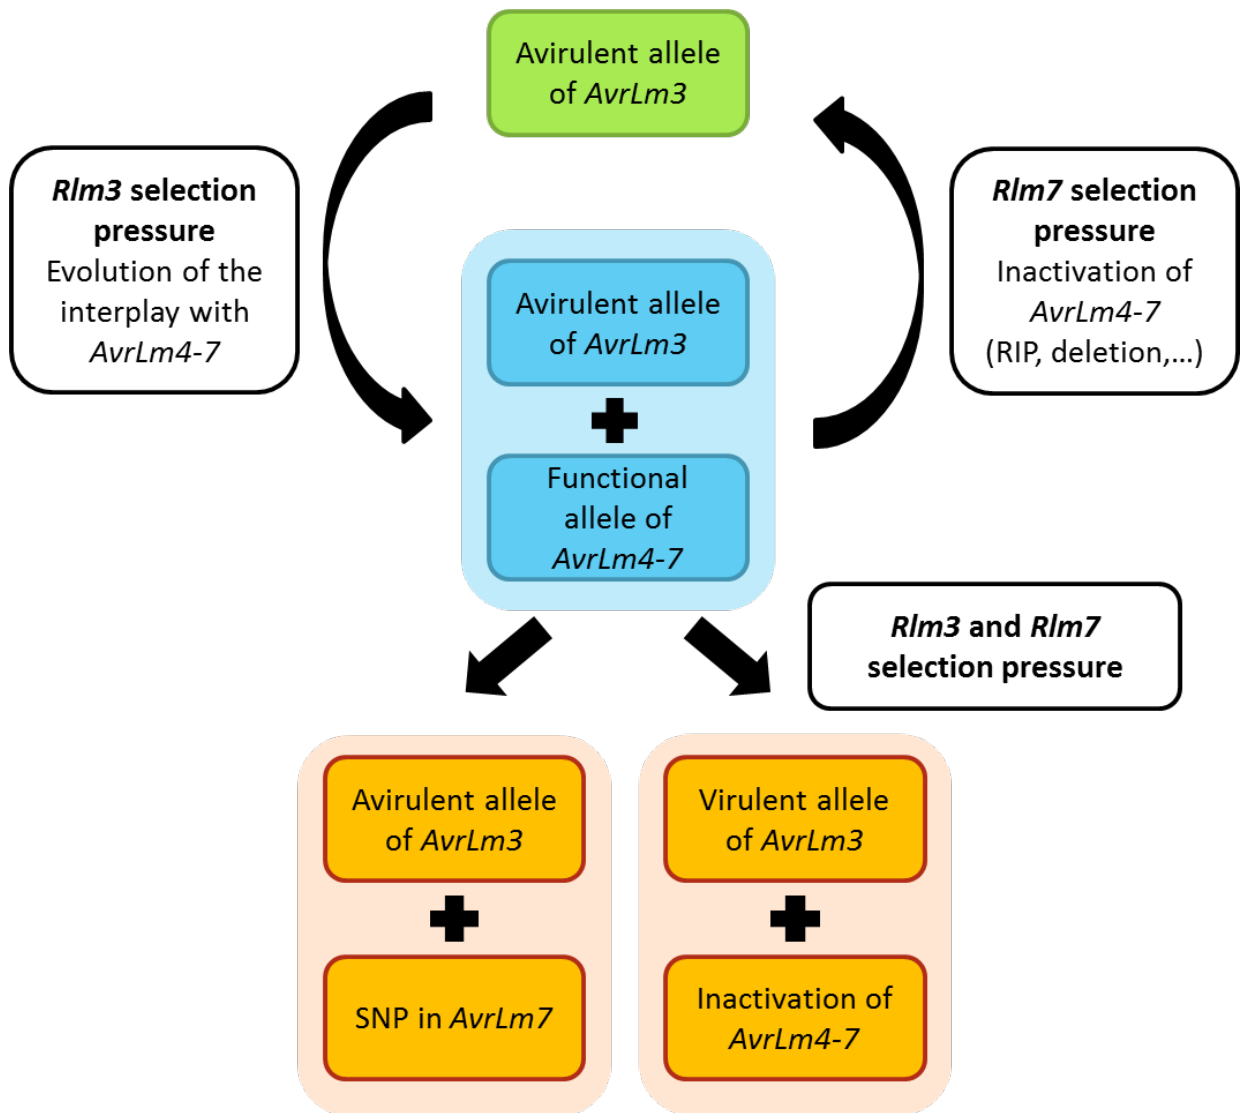 Avirulent allele
of AvrLm3
Rlm3 selection
pressure
Evolution of the
interplay with
AvrLm4-7
Rlm7 selection
pressure
Inactivation of
AvrLm4-7
(RIP, deletion,...)
Avirulent allele
of AvrLm3
Functional
allele of
AvrLm4-7
Rlm3 and Rlm7
selection pressure
Avirulent allele
of AvrLm3
SNP in AvrLm7
Virulent allele
of AvrLm3
Inactivation of
AvrLm4-7